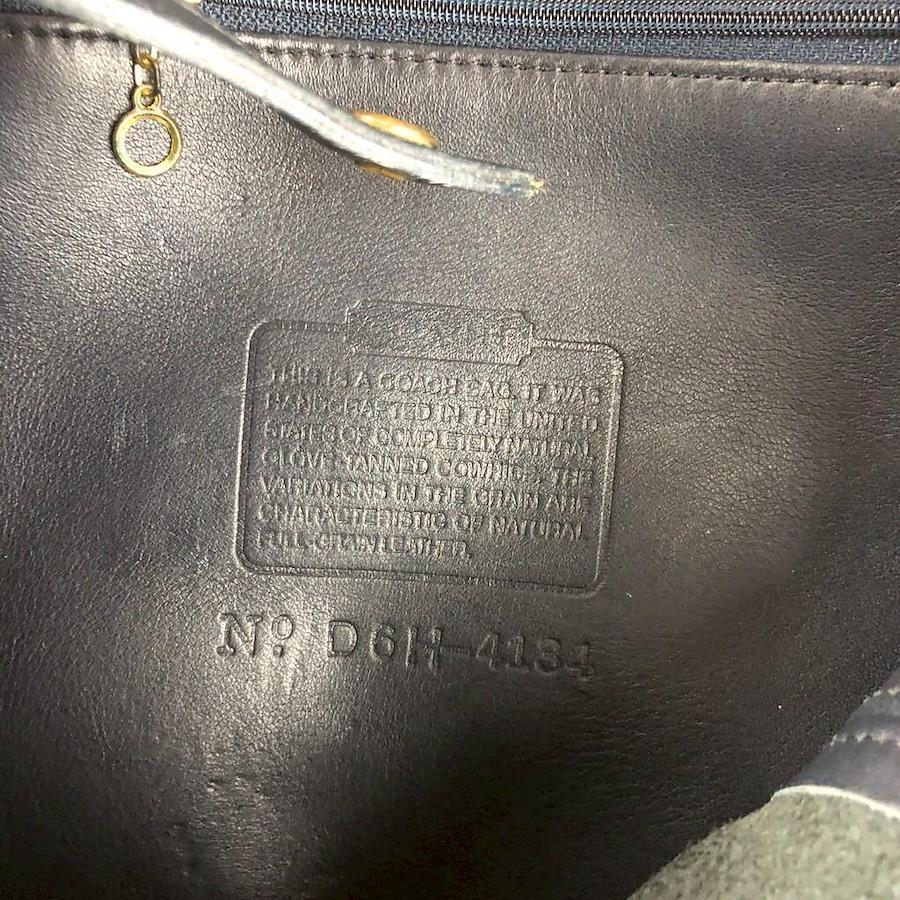 THIS IS A COACH BAG. IT WAS
HANDCRAFTED IN THE UNITED
STATES OF COMPLETELY NATURAL
GLOVE-TANNED COWHIDE, THE
VARIATIONS IN THE GRAIN ARE
CHARACTERISTIC OF NATURAL
FULL-GRAIN LEATHER.
Nº D6H-4134